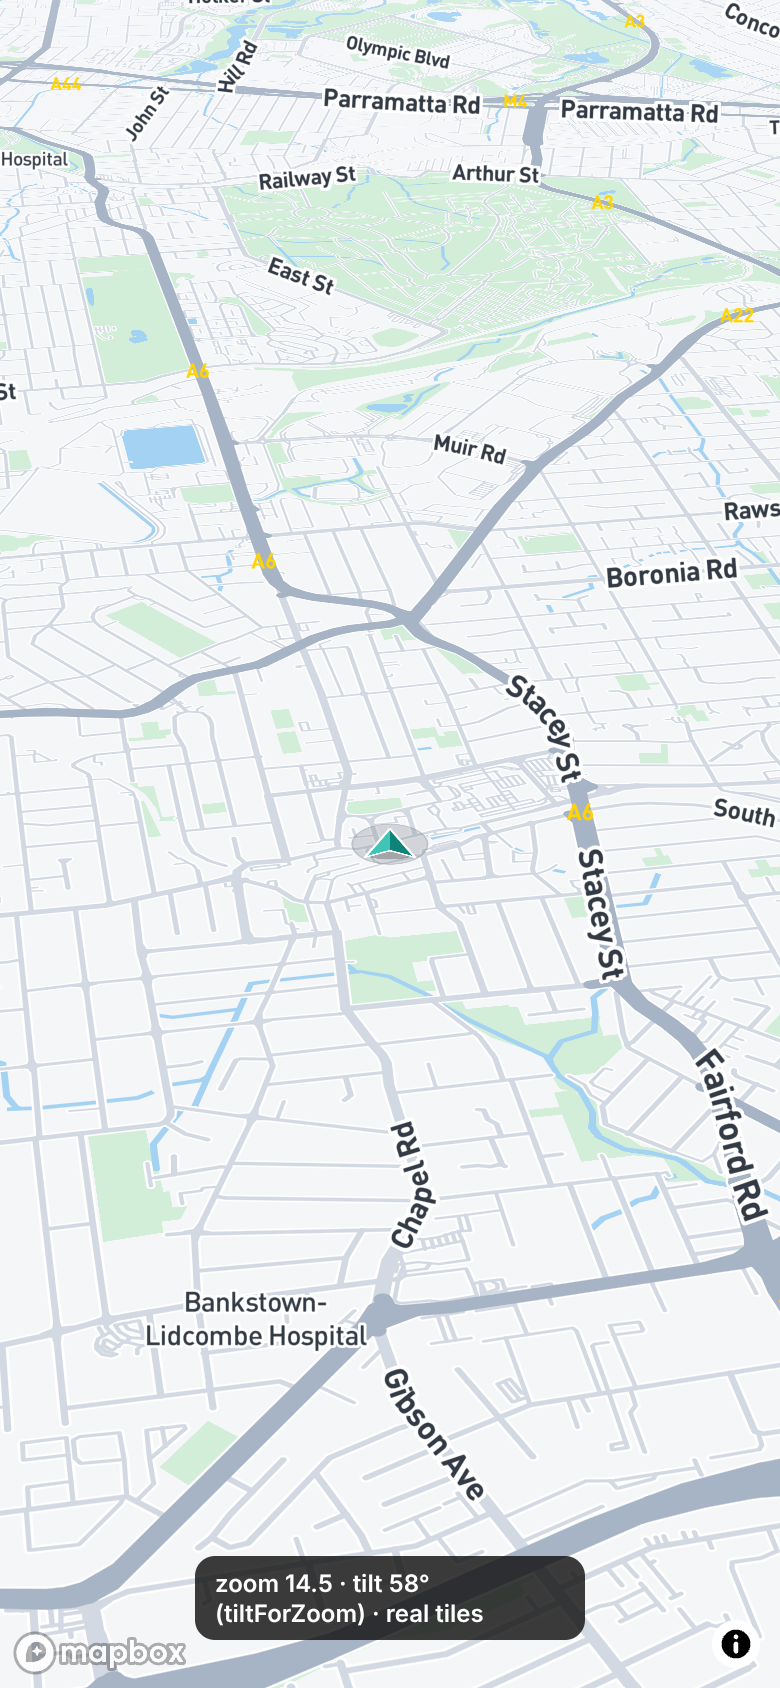 A3
Olympic Blvd
Hill Rd
A44
John St
Parramatta Rd
M4
Parramatta Rd
Hospital
Railway St
Arthur St
A3
East St
A22
A6
St
Muir Rd
A6
Boronia Rd
Stacey St
A6
South
Stacey St
Fairford Rd
Chapel Rd
Bankstown-
Lidcombe Hospital
Gibson Ave
zoom 14.5 · tilt 58°
(tiltForZoom) · real tiles
mapbox